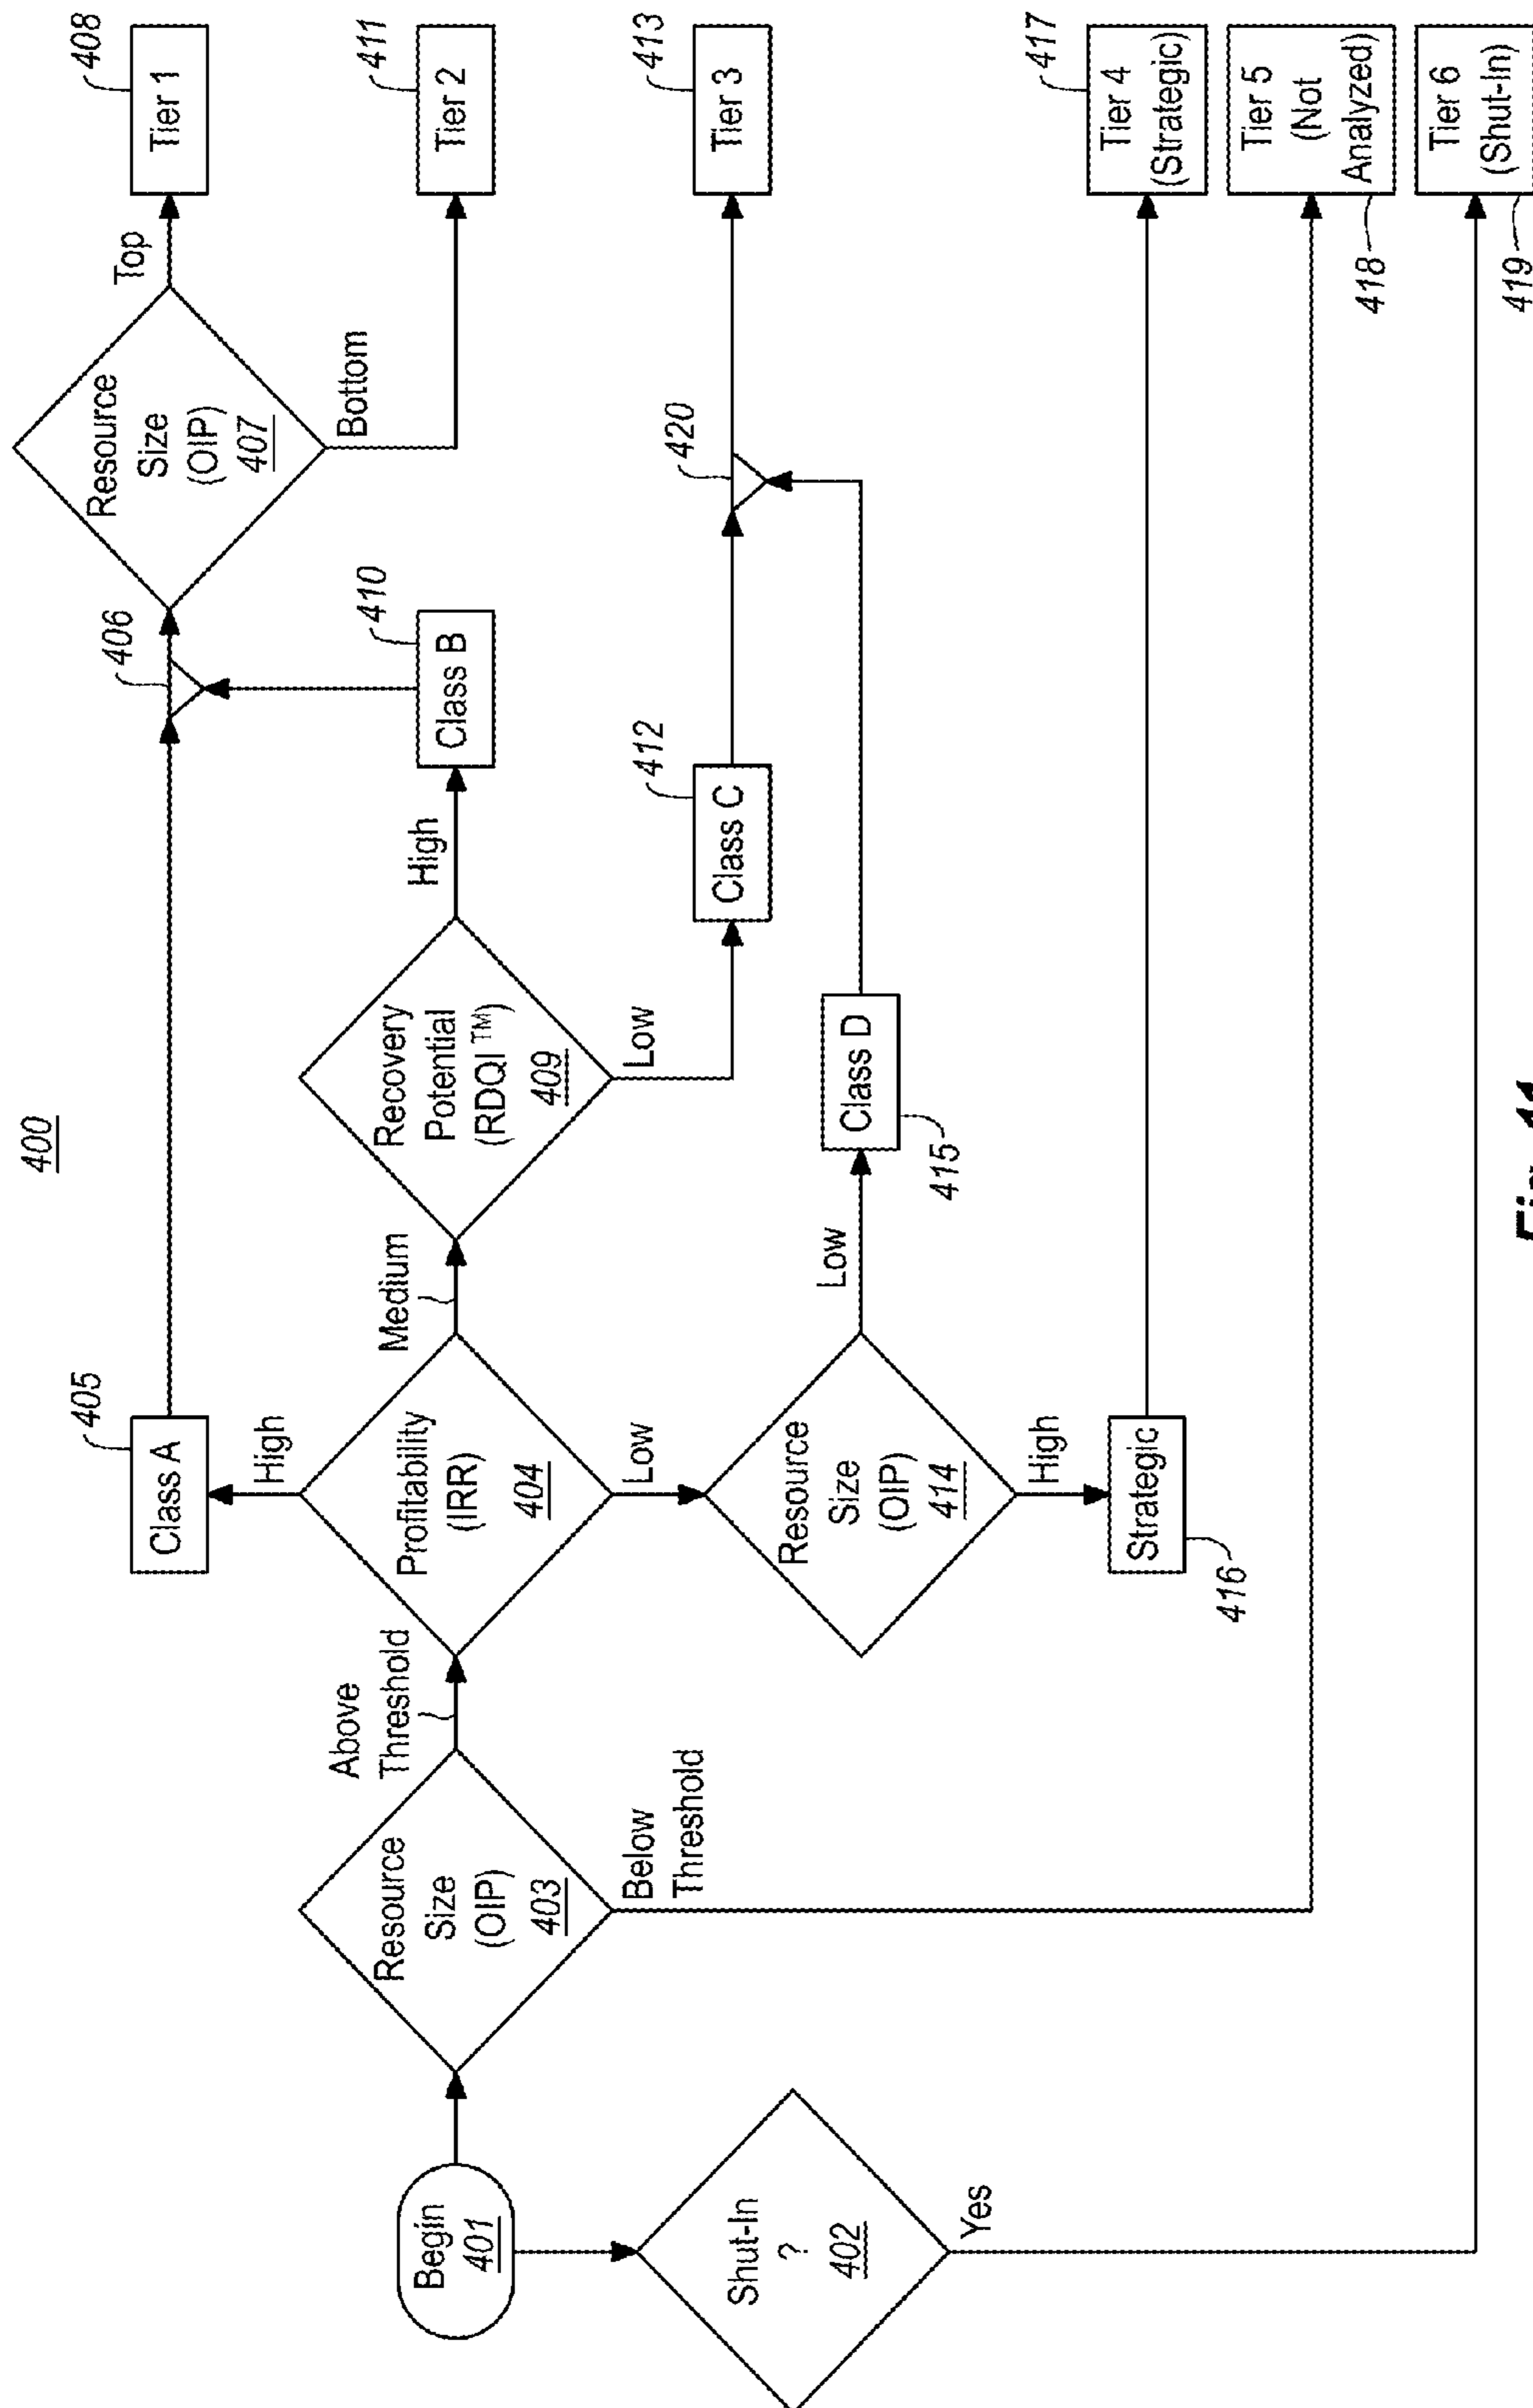 400
Begin
401
Shut-In
?
402
Yes
Resource
Size
(OIP)
403
Above
Threshold
Below
Threshold
Profitability
(IRR)
404
High
Medium
Low
Class A
405
Resource
Size
(OIP)
414
Low
High
Strategic
416
Class D
415
Recovery
Potential
(RDQI™)
409
High
Low
Class B
410
Class C
412
406
420
Resource
Size
(OIP)
407
Top
Bottom
Tier 1
408
Tier 2
411
Tier 3
413
Tier 4
(Strategic)
417
Tier 5
(Not
Analyzed)
418
Tier 6
(Shut-In)
419